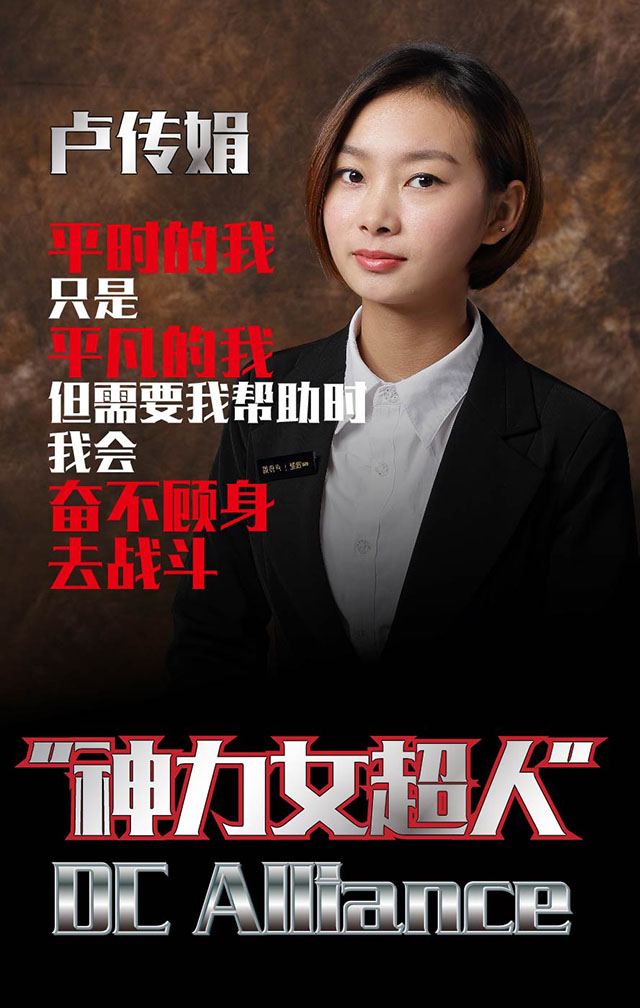 卢传娟
平时的我
只是
平凡的我
但需要我帮助时
我会
奋不顾身
去战斗
"神力女超人"
DC Alliance